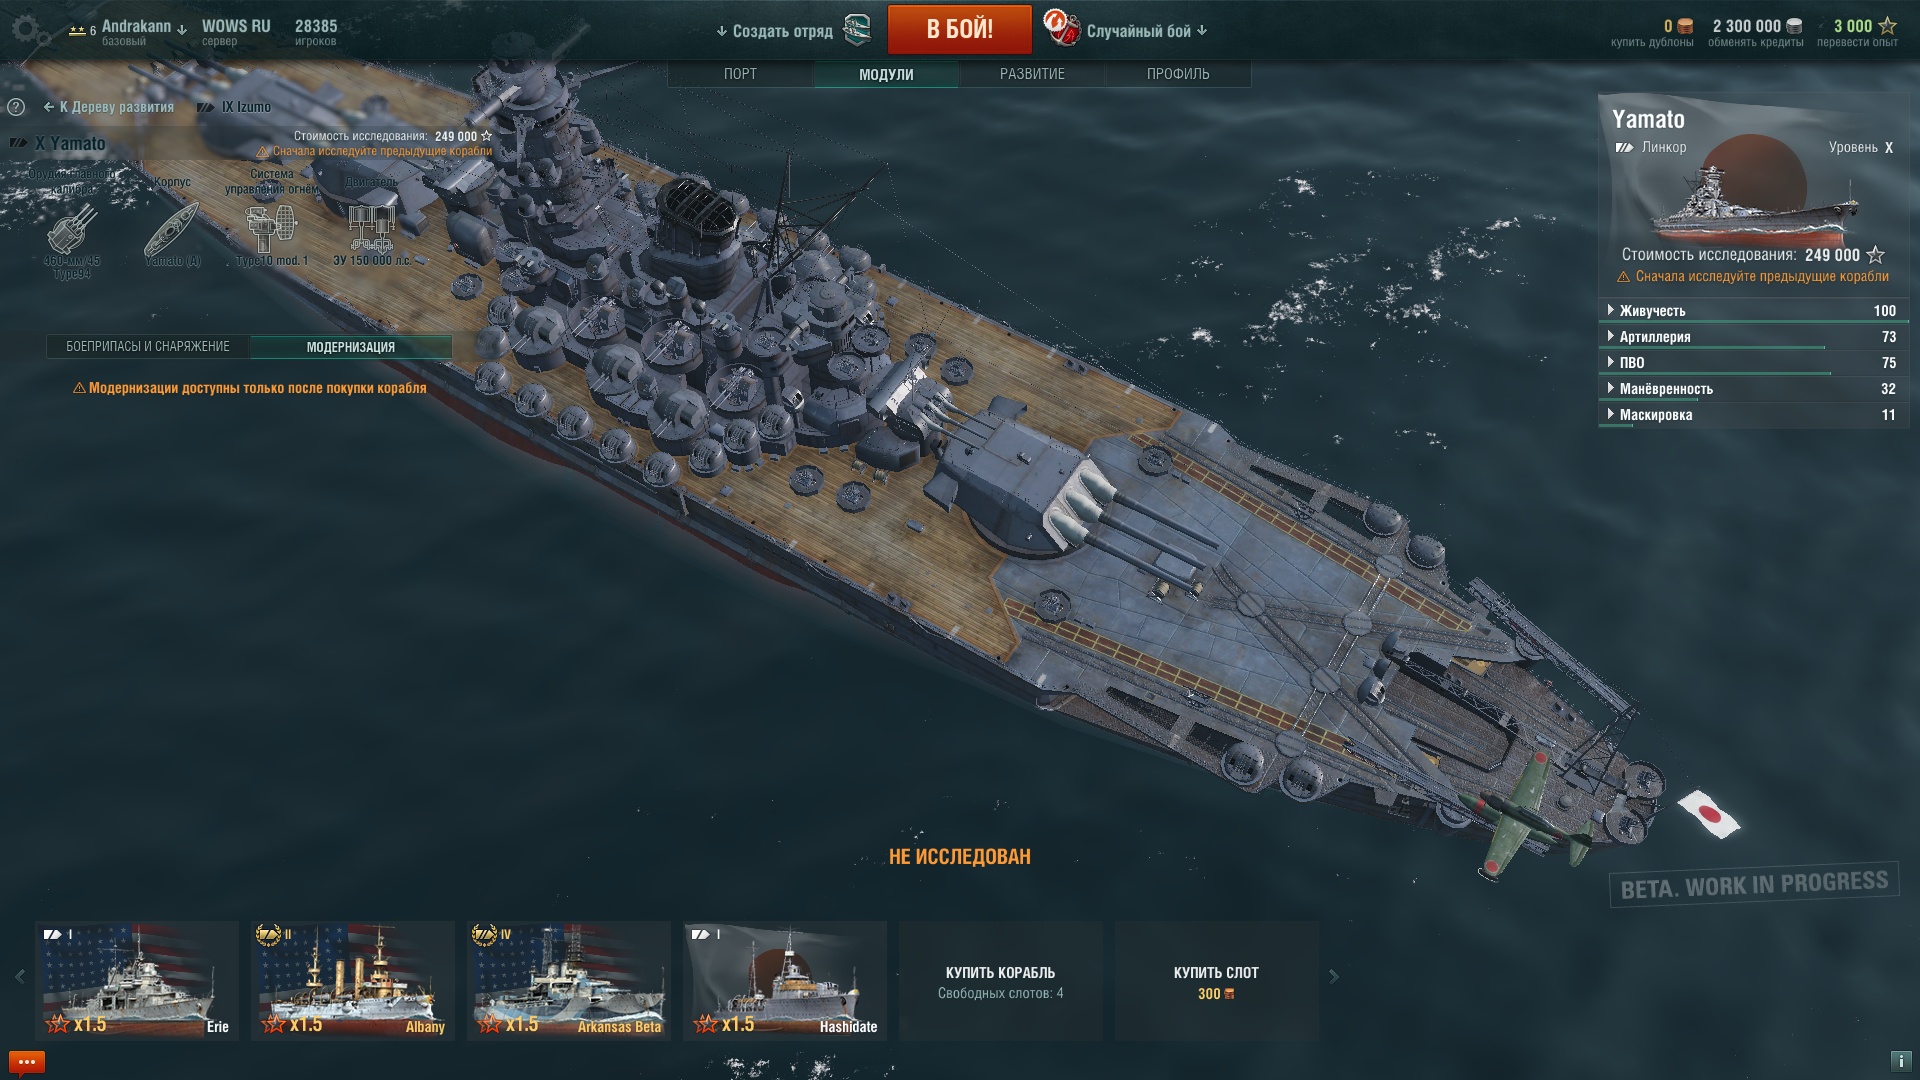 6 Andrakann
базовый
WOWS RU
сервер
28385
игроков
Создать отряд
В БОЙ!
Случайный бой
0
купить дублоны
2 300 000
обменять кредиты
3 000
перевести опыт
ПОРТ
МОДУЛИ
РАЗВИТИЕ
ПРОФИЛЬ
?
К Дереву развития
IX Izumo
X Yamato
Стоимость исследования: 249 000
Сначала исследуйте предыдущие корабли
Орудия главного калибра
Корпус
Система управления огнём
Двигатель
460-мм/45 Type94
Yamato (A)
Type10 mod. 1
ЭУ 150 000 л.с.
БОЕПРИПАСЫ И СНАРЯЖЕНИЕ
МОДЕРНИЗАЦИЯ
Модернизации доступны только после покупки корабля
Yamato
Линкор
Уровень X
Стоимость исследования: 249 000
Сначала исследуйте предыдущие корабли
Живучесть 100
Артиллерия 73
ПВО 75
Манёвренность 32
Маскировка 11
НЕ ИССЛЕДОВАН
BETA. WORK IN PROGRESS
I
x1.5
Erie
II
x1.5
Albany
IV
x1.5
Arkansas Beta
I
x1.5
Hashidate
КУПИТЬ КОРАБЛЬ
Свободных слотов: 4
КУПИТЬ СЛОТ
300
i